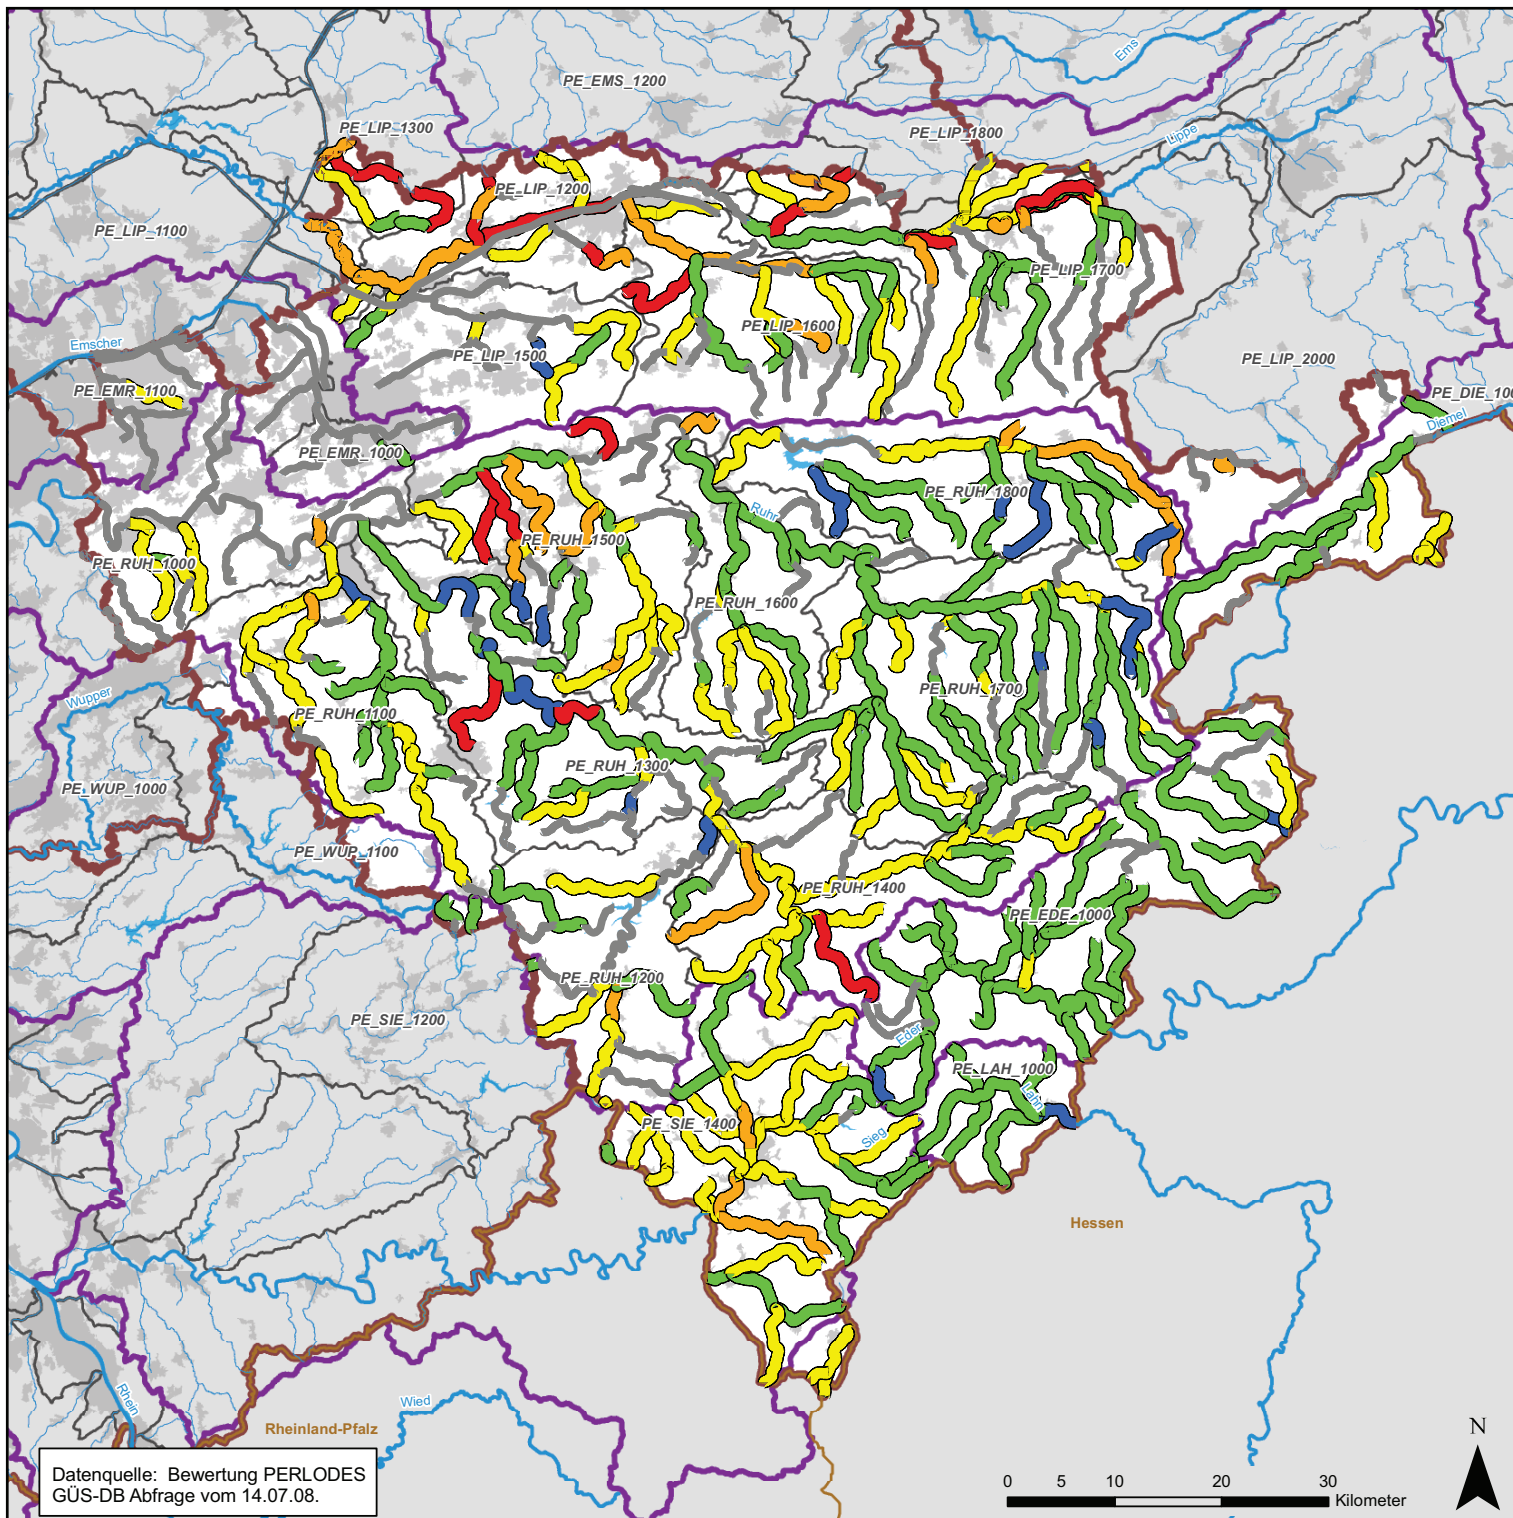 Ems
PE_EMS_1200
PE_LIP_1300
PE_LIP_1800
Lippe
PE_LIP_1200
PE_LIP_1100
PE_LIP_1700
PE_LIP_1600
Emscher
PE_LIP_1500
PE_LIP_2000
PE_EMR_1100
PE_DIE_100
Diemel
PE_EMR_1000
PE_RUH_1800
Ruhr
PE_RUH_1500
PE_RUH_1000
PE_RUH_1600
PE_RUH_1700
Wupper
PE_RUH_1100
PE_RUH_1300
PE_WUP_1000
PE_WUP_1100
PE_RUH_1400
PE_EDE_1000
PE_RUH_1200
PE_SIE_1200
Eder
PE_LAH_1000
Lahn
PE_SIE_1400
Sieg
Hessen
Rhein
Wied
Rheinland-Pfalz
N
Datenquelle: Bewertung PERLODES
GÜS-DB Abfrage vom 14.07.08.
0 5 10 20 30
Kilometer